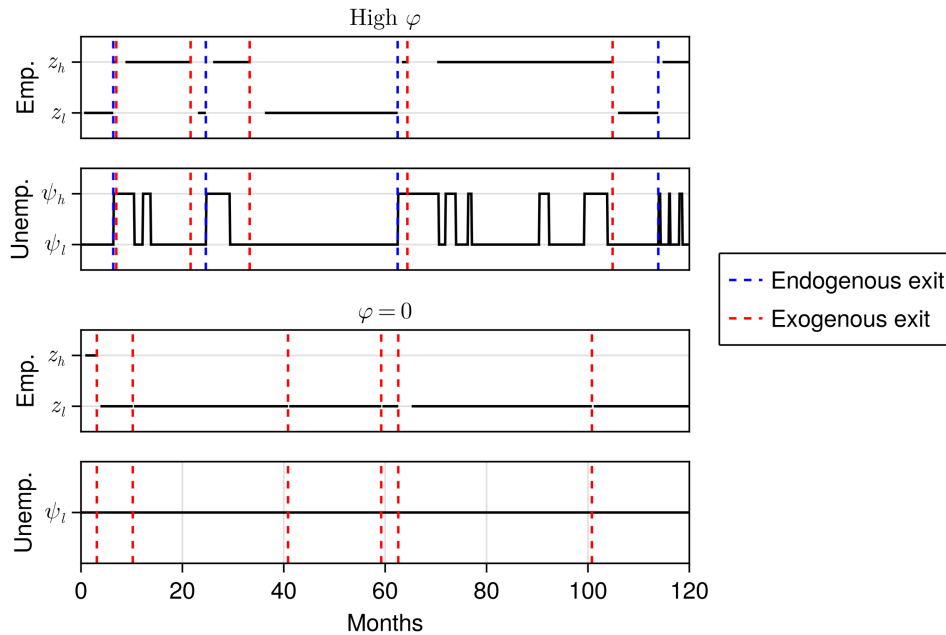 High φ
z_h
z_l
Emp.
ψ_h
ψ_l
Unemp.
Endogenous exit
Exogenous exit
φ = 0
z_h
z_l
Emp.
ψ_l
Unemp.
0 20 40 60 80 100 120
Months